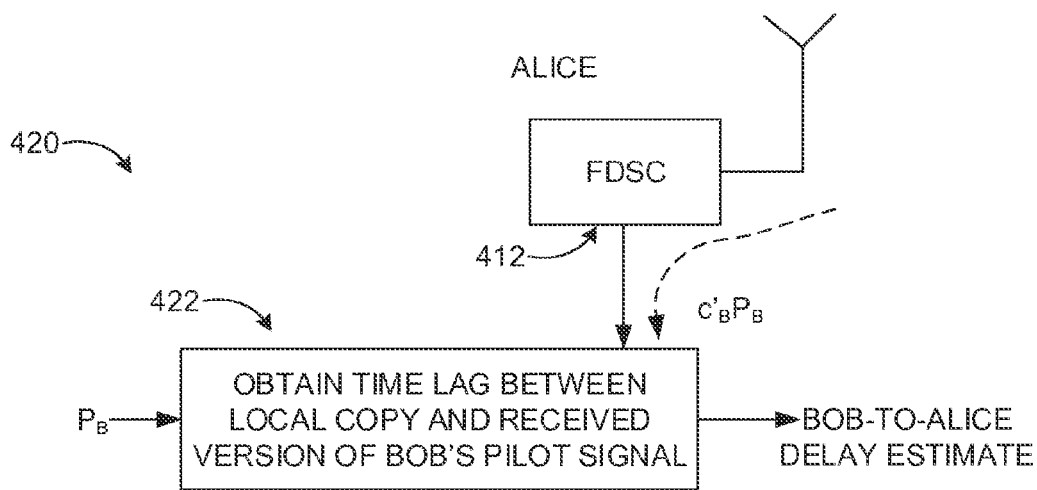 ALICE
420
FDSC
412
422
c'BPB
OBTAIN TIME LAG BETWEEN
PB
LOCAL COPY AND RECEIVED
BOB-TO-ALICE
VERSION OF BOB'S PILOT SIGNAL
DELAY ESTIMATE